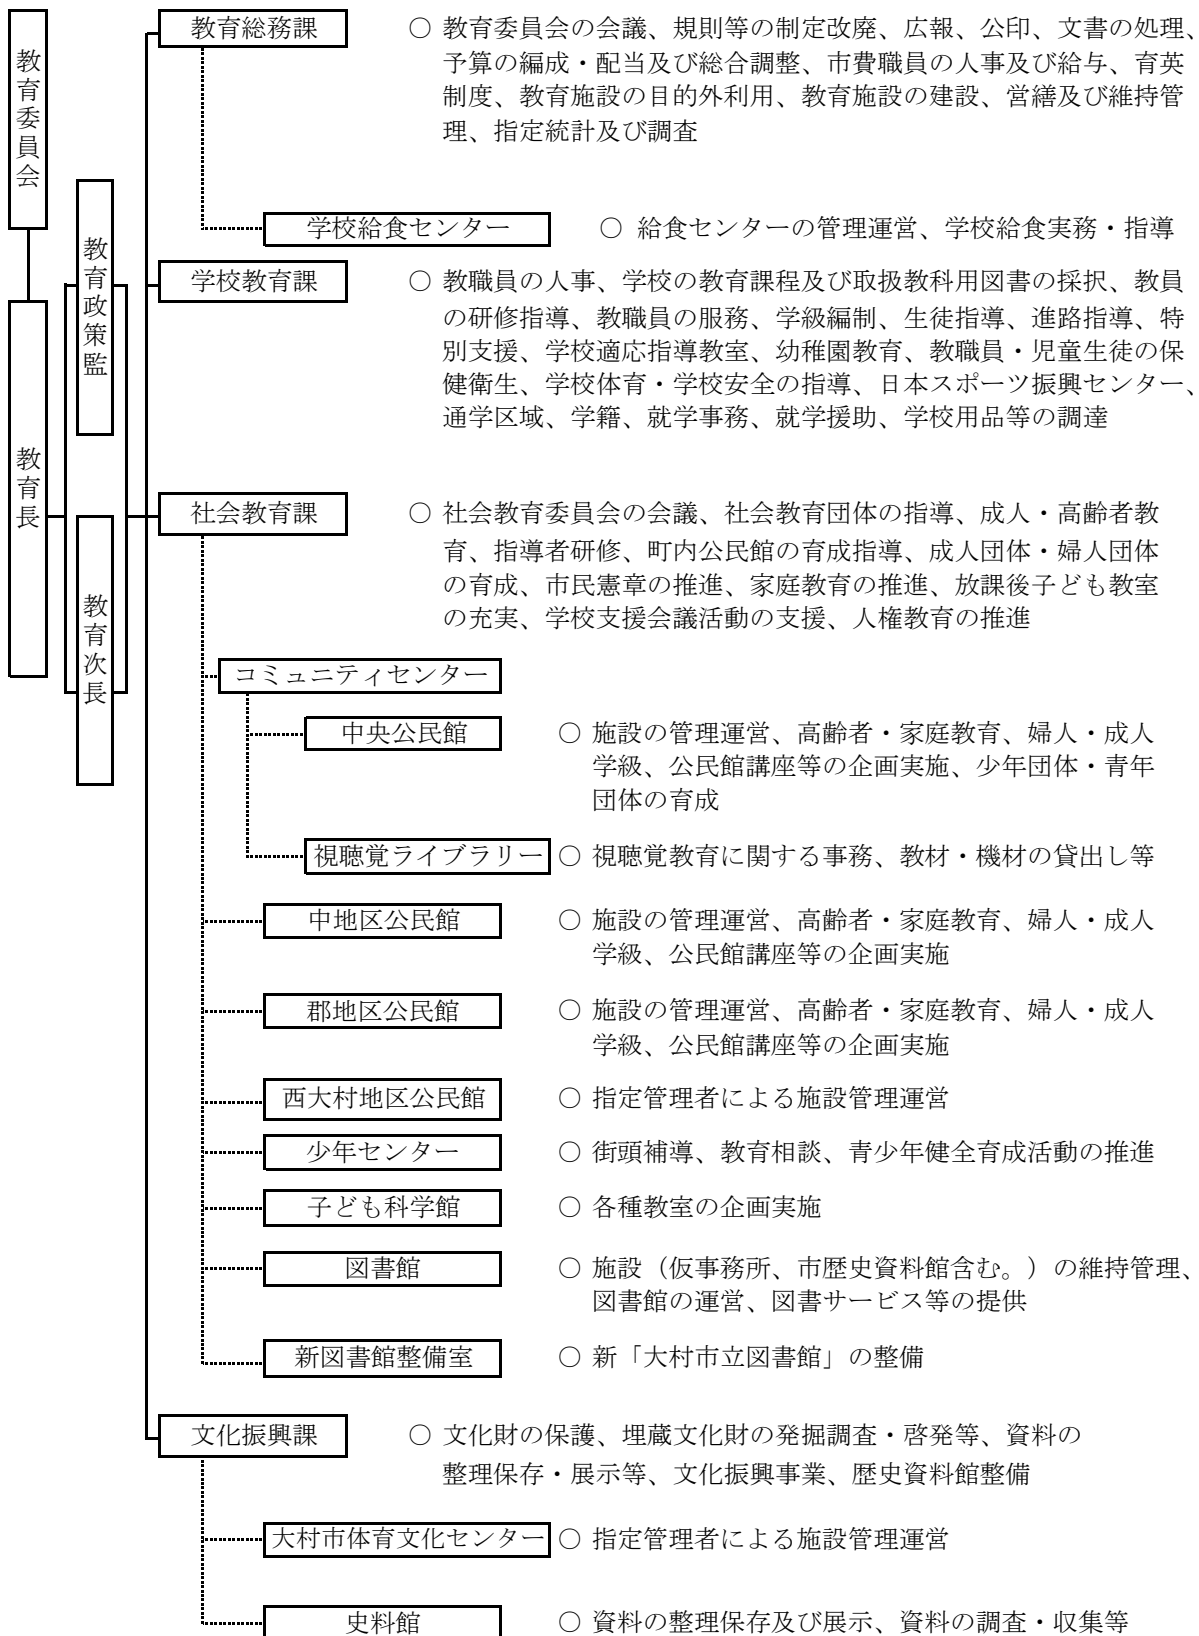 教育委員会
教育長
教育政策監
教育次長
教育総務課
○ 教育委員会の会議、規則等の制定改廃、広報、公印、文書の処理、
予算の編成・配当及び総合調整、市費職員の人事及び給与、育英
制度、教育施設の目的外利用、教育施設の建設、営繕及び維持管
理、指定統計及び調査
学校給食センター
○ 給食センターの管理運営、学校給食実務・指導
学校教育課
○ 教職員の人事、学校の教育課程及び取扱教科用図書の採択、教員
の研修指導、教職員の服務、学級編制、生徒指導、進路指導、特
別支援、学校適応指導教室、幼稚園教育、教職員・児童生徒の保
健衛生、学校体育・学校安全の指導、日本スポーツ振興センター、
通学区域、学籍、就学事務、就学援助、学校用品等の調達
社会教育課
○ 社会教育委員会の会議、社会教育団体の指導、成人・高齢者教
育、指導者研修、町内公民館の育成指導、成人団体・婦人団体
の育成、市民憲章の推進、家庭教育の推進、放課後子ども教室
の充実、学校支援会議活動の支援、人権教育の推進
コミュニティセンター
中央公民館
○ 施設の管理運営、高齢者・家庭教育、婦人・成人
学級、公民館講座等の企画実施、少年団体・青年
団体の育成
視聴覚ライブラリー
○ 視聴覚教育に関する事務、教材・機材の貸出し等
中地区公民館
○ 施設の管理運営、高齢者・家庭教育、婦人・成人
学級、公民館講座等の企画実施
郡地区公民館
○ 施設の管理運営、高齢者・家庭教育、婦人・成人
学級、公民館講座等の企画実施
西大村地区公民館
○ 指定管理者による施設管理運営
少年センター
○ 街頭補導、教育相談、青少年健全育成活動の推進
子ども科学館
○ 各種教室の企画実施
図書館
○ 施設（仮事務所、市歴史資料館含む。）の維持管理、
図書館の運営、図書サービス等の提供
新図書館整備室
○ 新「大村市立図書館」の整備
文化振興課
○ 文化財の保護、埋蔵文化財の発掘調査・啓発等、資料の
整理保存・展示等、文化振興事業、歴史資料館整備
大村市体育文化センター
○ 指定管理者による施設管理運営
史料館
○ 資料の整理保存及び展示、資料の調査・収集等